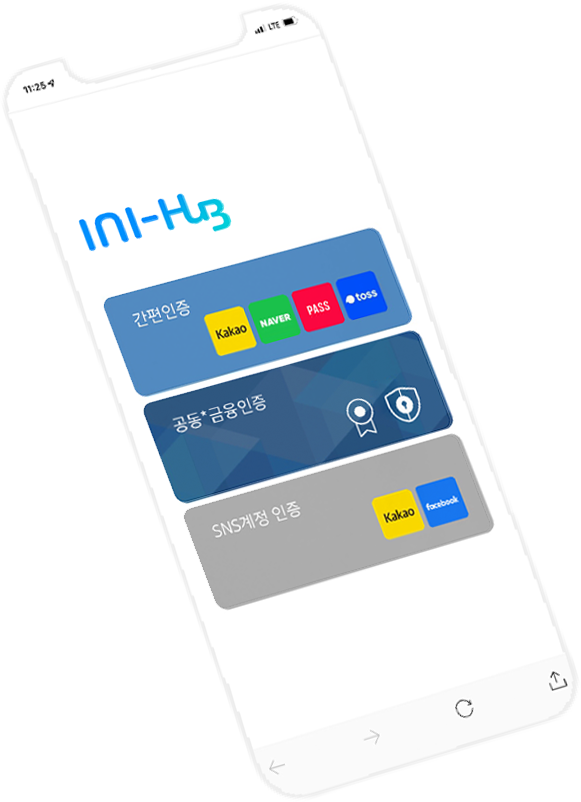 11:25
LTE
INI-HUB
간편인증
Kakao
NAVER
PASS
toss
공동*금융인증
SNS계정 인증
Kakao
facebook